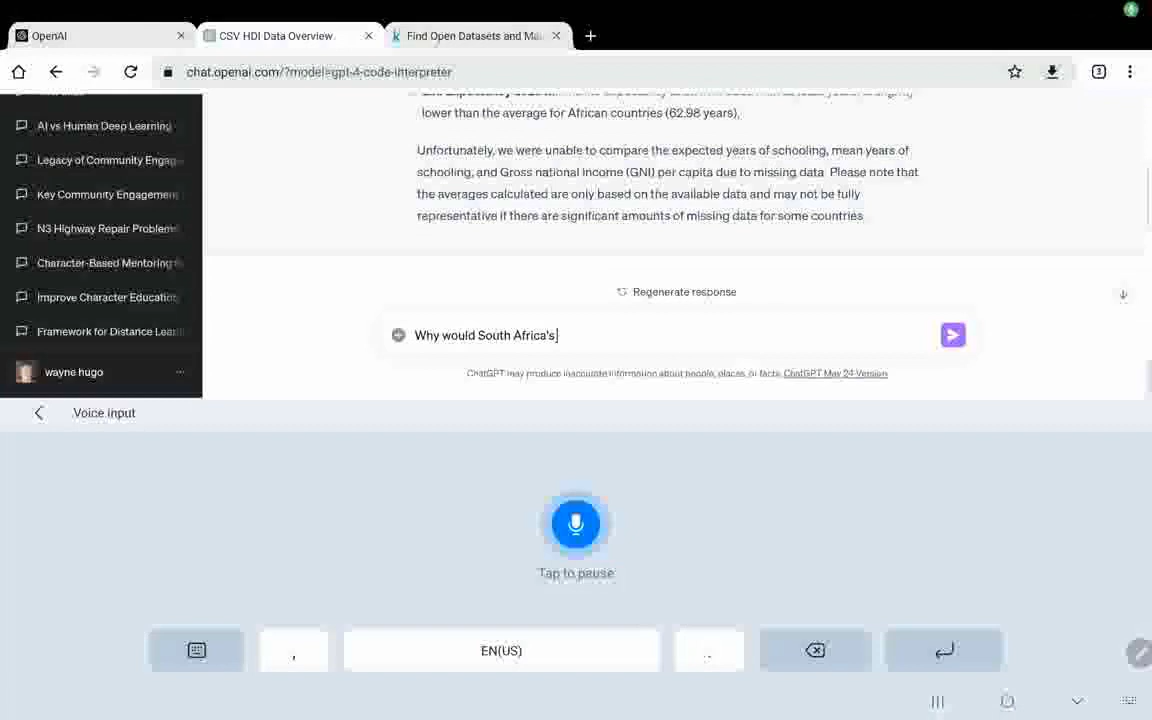 OpenAI
CSV HDI Data Overview
Find Open Datasets and Ma
chat.openai.com/?model=gpt-4-code-interpreter
3
AI vs Human Deep Learning
Legacy of Community Engag
Key Community Engagement
N3 Highway Repair Problems
Character-Based Mentoring
Improve Character Education
Framework for Distance Lear
wayne hugo
lower than the average for African countries (62.98 years),
Unfortunately, we were unable to compare the expected years of schooling, mean years of
schooling, and Gross national income (GNI) per capita due to missing data Please note that
the averages calculated are only based on the available data and may not be fully
representative if there are significant amounts of missing data for some countries
Regenerate response
Why would South Africa's
ChatGPT may produce inaccurate information about people, places, or facts. ChatGPT May 24 Version
Voice input
Tap to pause
, EN(US) .